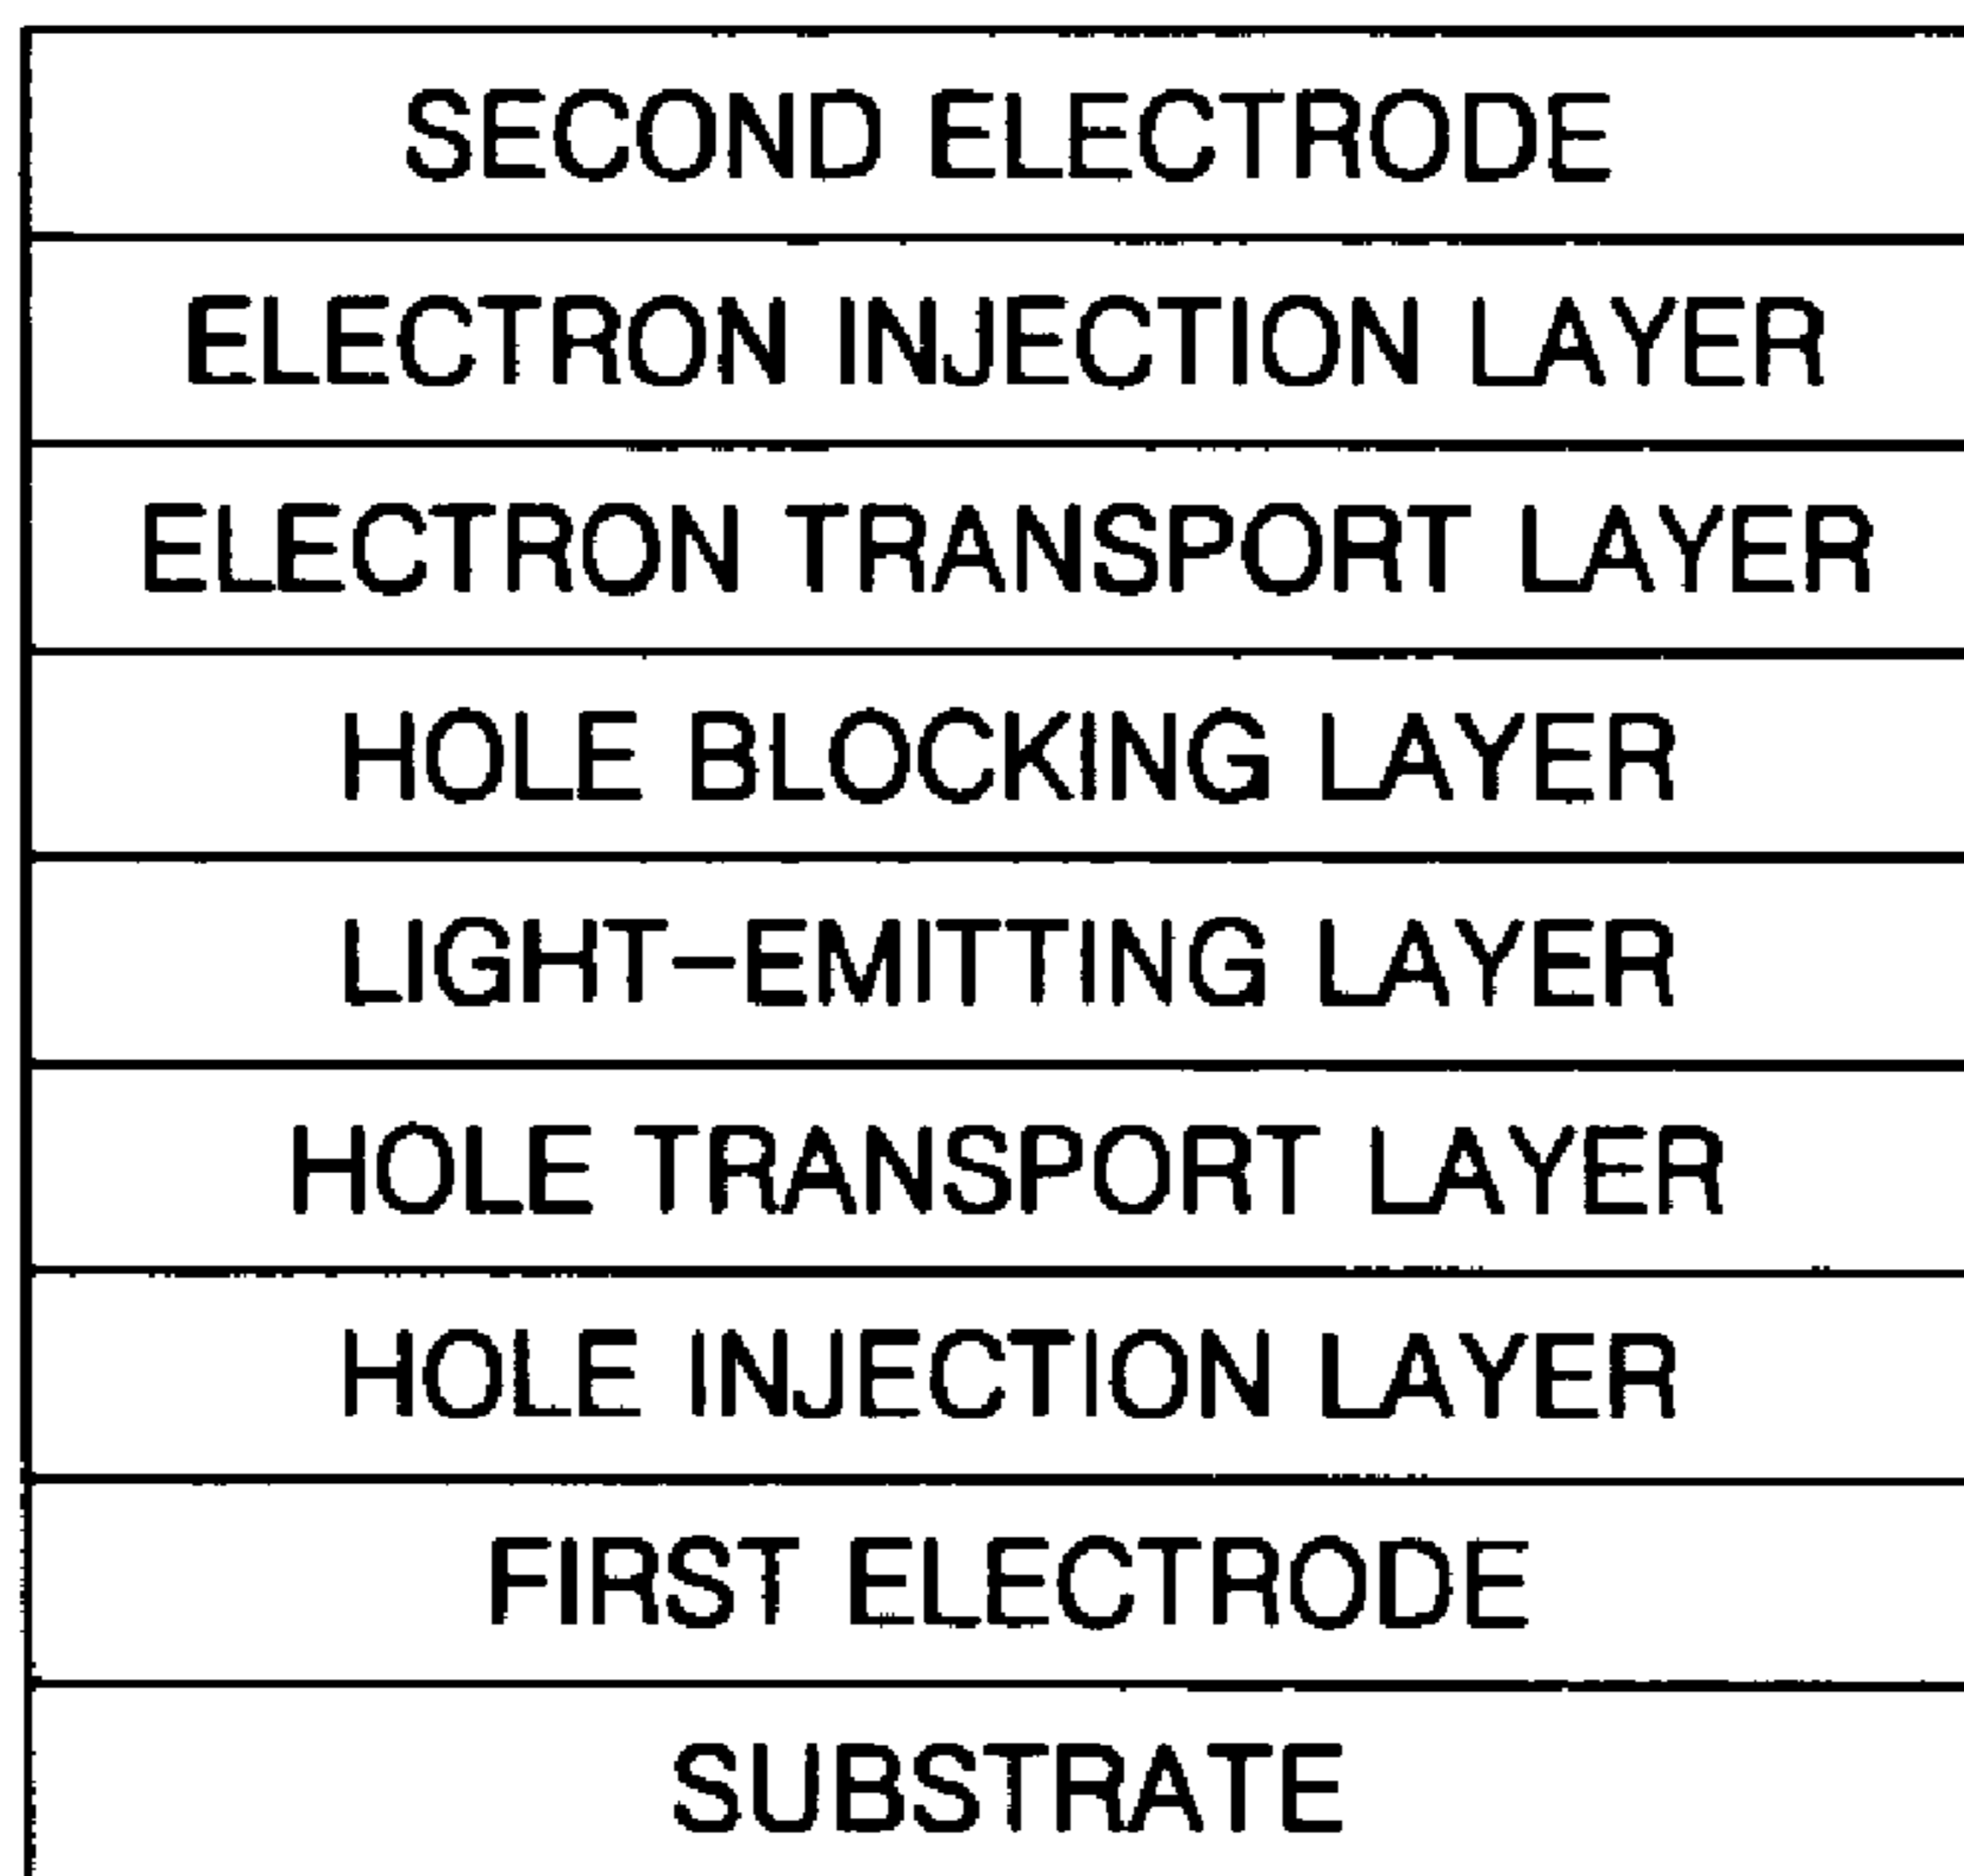 SECOND ELECTRODE
ELECTRON INJECTION LAYER
ELECTRON TRANSPORT LAYER
HOLE BLOCKING LAYER
LIGHT-EMITTING LAYER
HOLE TRANSPORT LAYER
HOLE INJECTION LAYER
FIRST ELECTRODE
SUBSTRATE